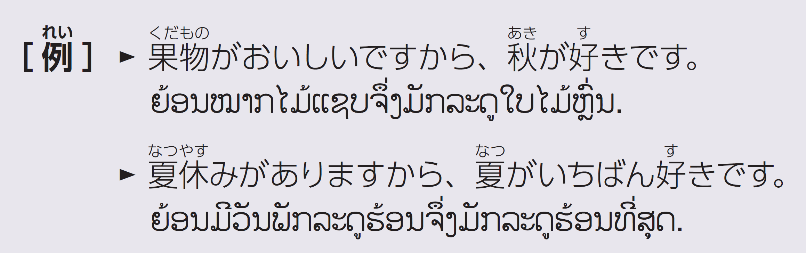 れい
[例] ► 果物がおいしいですから、秋が好きです。
くだもの あき す
ຍ້ອນໝາກໄມ້ແຊບຈຶ່ງມັກລະດູໃບໄມ້ຫຼົ່ນ.
なつやす なつ す
► 夏休みがありますから、夏がいちばん好きです。
ຍ້ອນມີວັນພັກລະດູຮ້ອນຈຶ່ງມັກລະດູຮ້ອນທີ່ສຸດ.